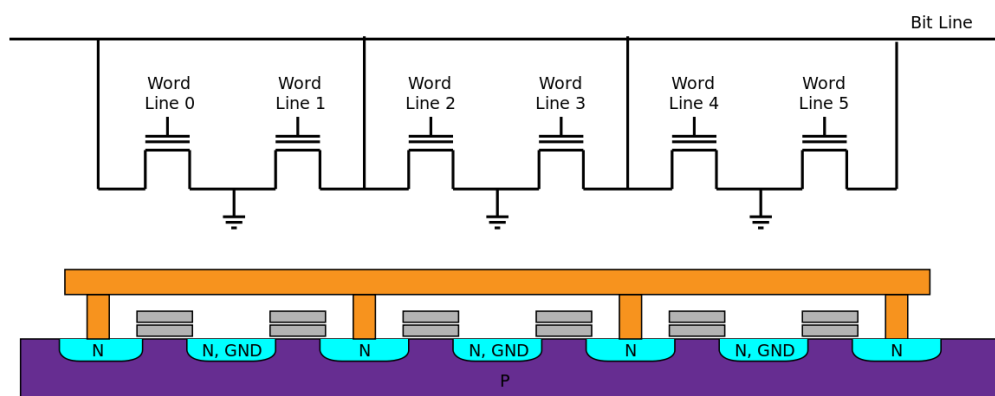 Bit Line
Word
Line 0
Word
Line 1
Word
Line 2
Word
Line 3
Word
Line 4
Word
Line 5
N
N, GND
N
N, GND
N
N, GND
N
P